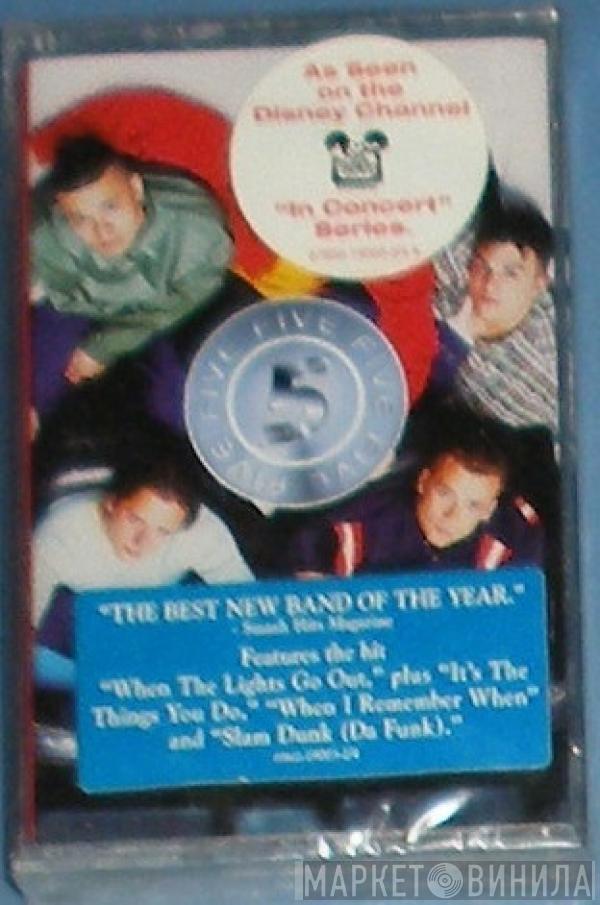 As Seen
on the
Disney Channel
"In Concert"
Series.
FIVE FIVE FIVE FIVE FIVE
5
"THE BEST NEW BAND OF THE YEAR."
- Smash Hits Magazine
Features the hit
"When The Lights Go Out," plus "It's The
Things You Do," "When I Remember When"
and "Slam Dunk (Da Funk)."
МАРКЕТ ВИНИЛА